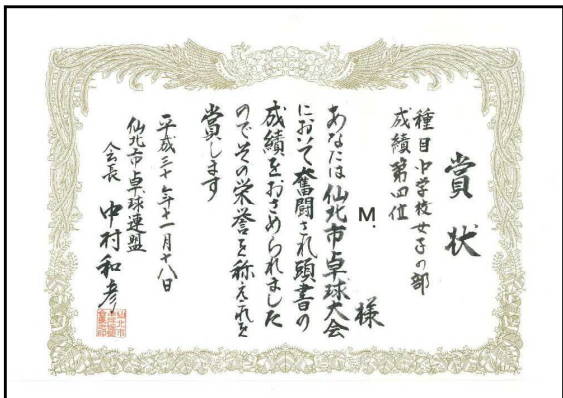 賞状
種目 中学校女子の部
成績 第四位
M. 様
あなたは仙北市卓球大会
において奮闘され頭書の
成績をおさめられました
のでその栄誉を称えこれを
賞します
平成三十年十一月十八日
仙北市卓球連盟
会長 中村和彦